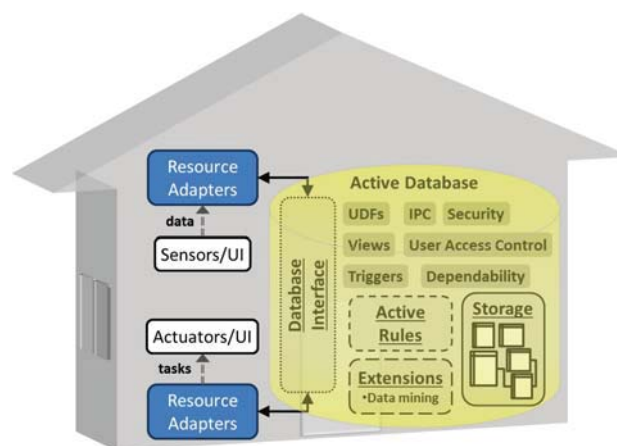 Resource
Adapters
data
Sensors/UI
Actuators/UI
tasks
Resource
Adapters
Active Database
Database
Interface
UDFs IPC Security
Views User Access Control
Triggers Dependability
Active
Rules
Extensions
•Data mining
Storage